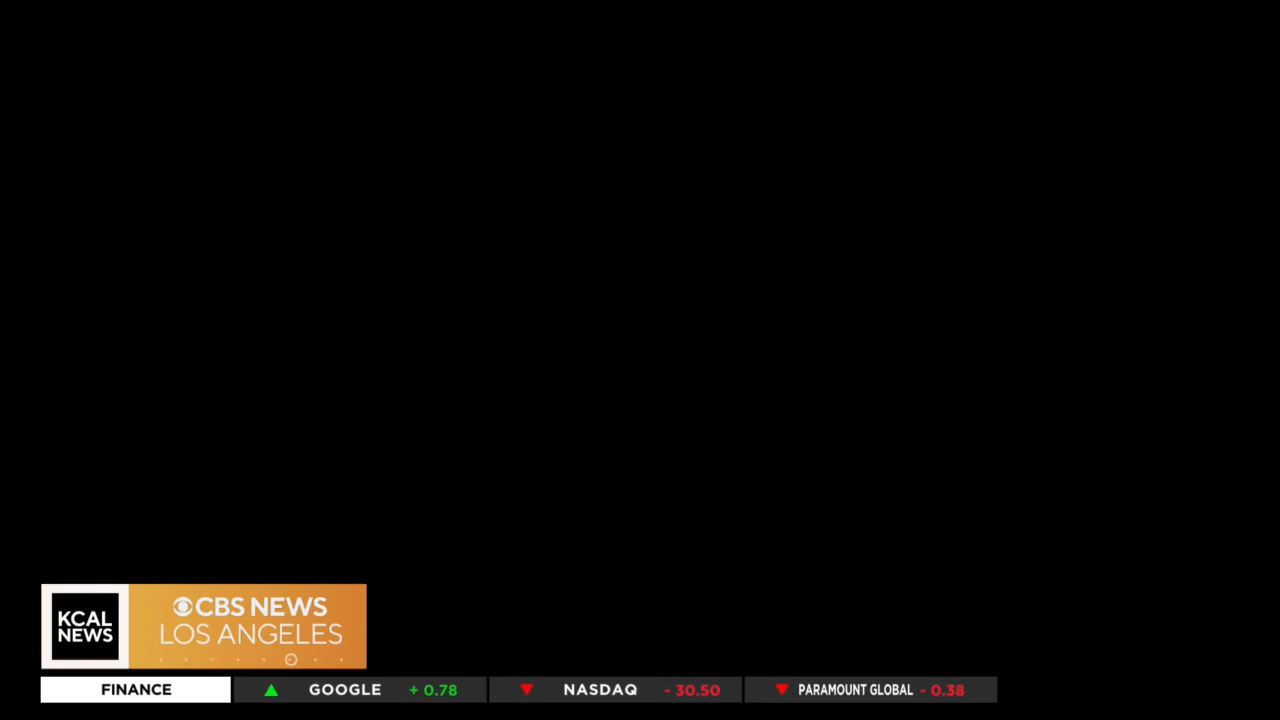 KCAL
NEWS
CBS NEWS
LOS ANGELES
FINANCE
GOOGLE + 0.78
NASDAQ - 30.50
PARAMOUNT GLOBAL - 0.38